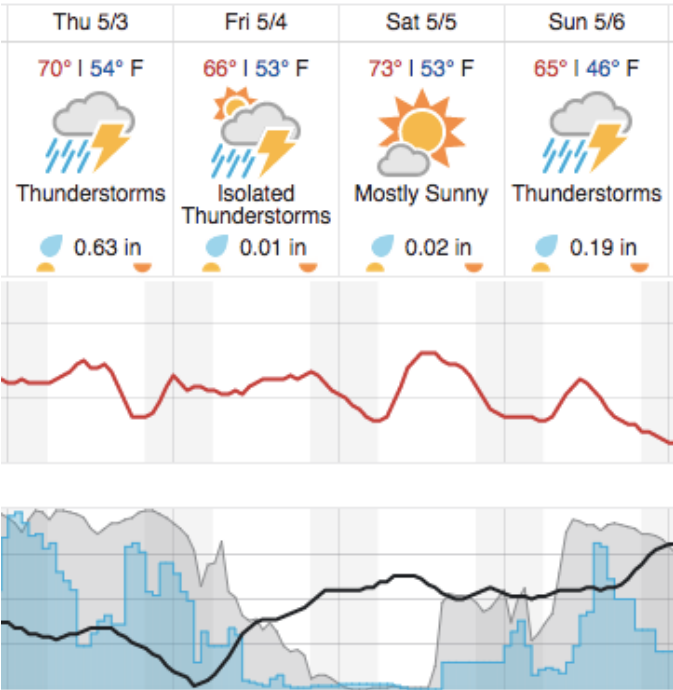 Thu 5/3 Fri 5/4 Sat 5/5 Sun 5/6
70° | 54° F 66° | 53° F 73° | 53° F 65° | 46° F
Thunderstorms Isolated Thunderstorms Mostly Sunny Thunderstorms
0.63 in 0.01 in 0.02 in 0.19 in